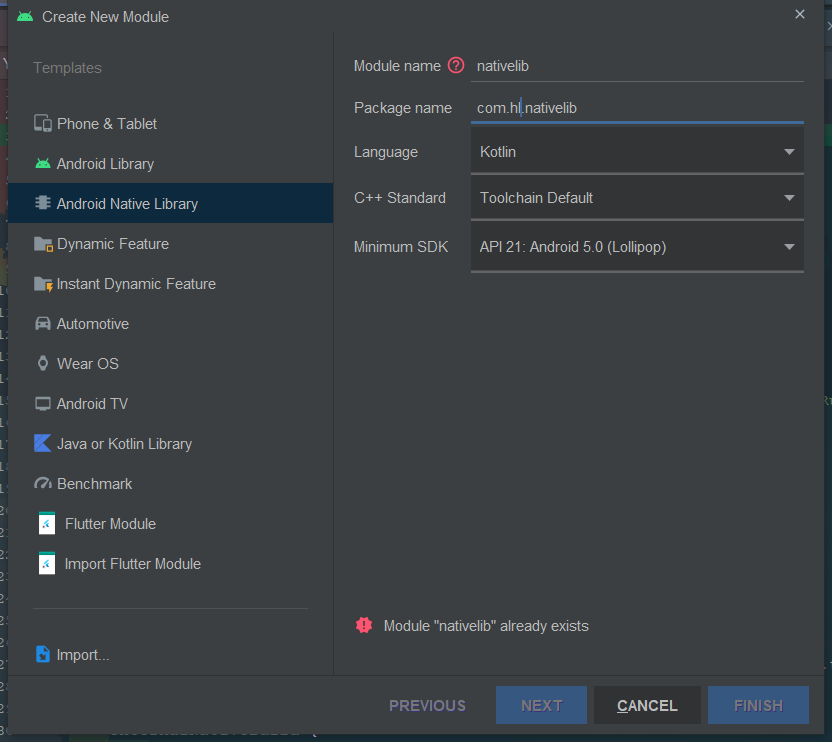 Create New Module
Templates
Phone & Tablet
Android Library
Android Native Library
Dynamic Feature
Instant Dynamic Feature
Automotive
Wear OS
Android TV
Java or Kotlin Library
Benchmark
Flutter Module
Import Flutter Module
Import...
Module name nativelib
Package name com.hl.nativelib
Language Kotlin
C++ Standard Toolchain Default
Minimum SDK API 21: Android 5.0 (Lollipop)
Module "nativelib" already exists
PREVIOUS NEXT CANCEL FINISH